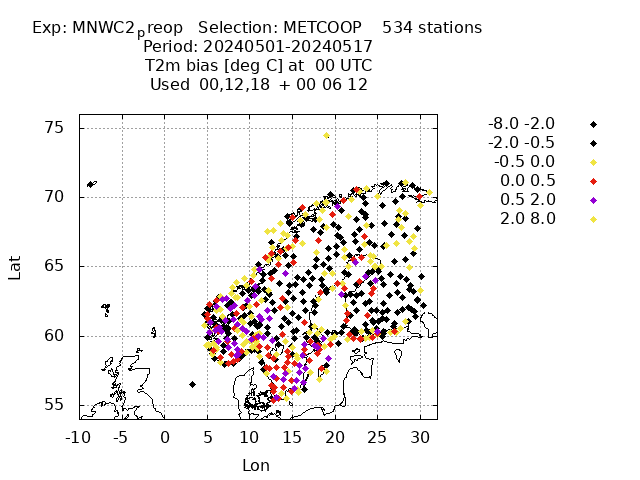 Exp: MNWC2preop Selection: METCOOP 534 stations
Period: 20240501-20240517
T2m bias [deg C] at 00 UTC
Used 00,12,18 + 00 06 12
75
70
65
60
55
Lat
-10 -5 0 5 10 15 20 25 30
Lon
-8.0 -2.0
-2.0 -0.5
-0.5 0.0
0.0 0.5
0.5 2.0
2.0 8.0